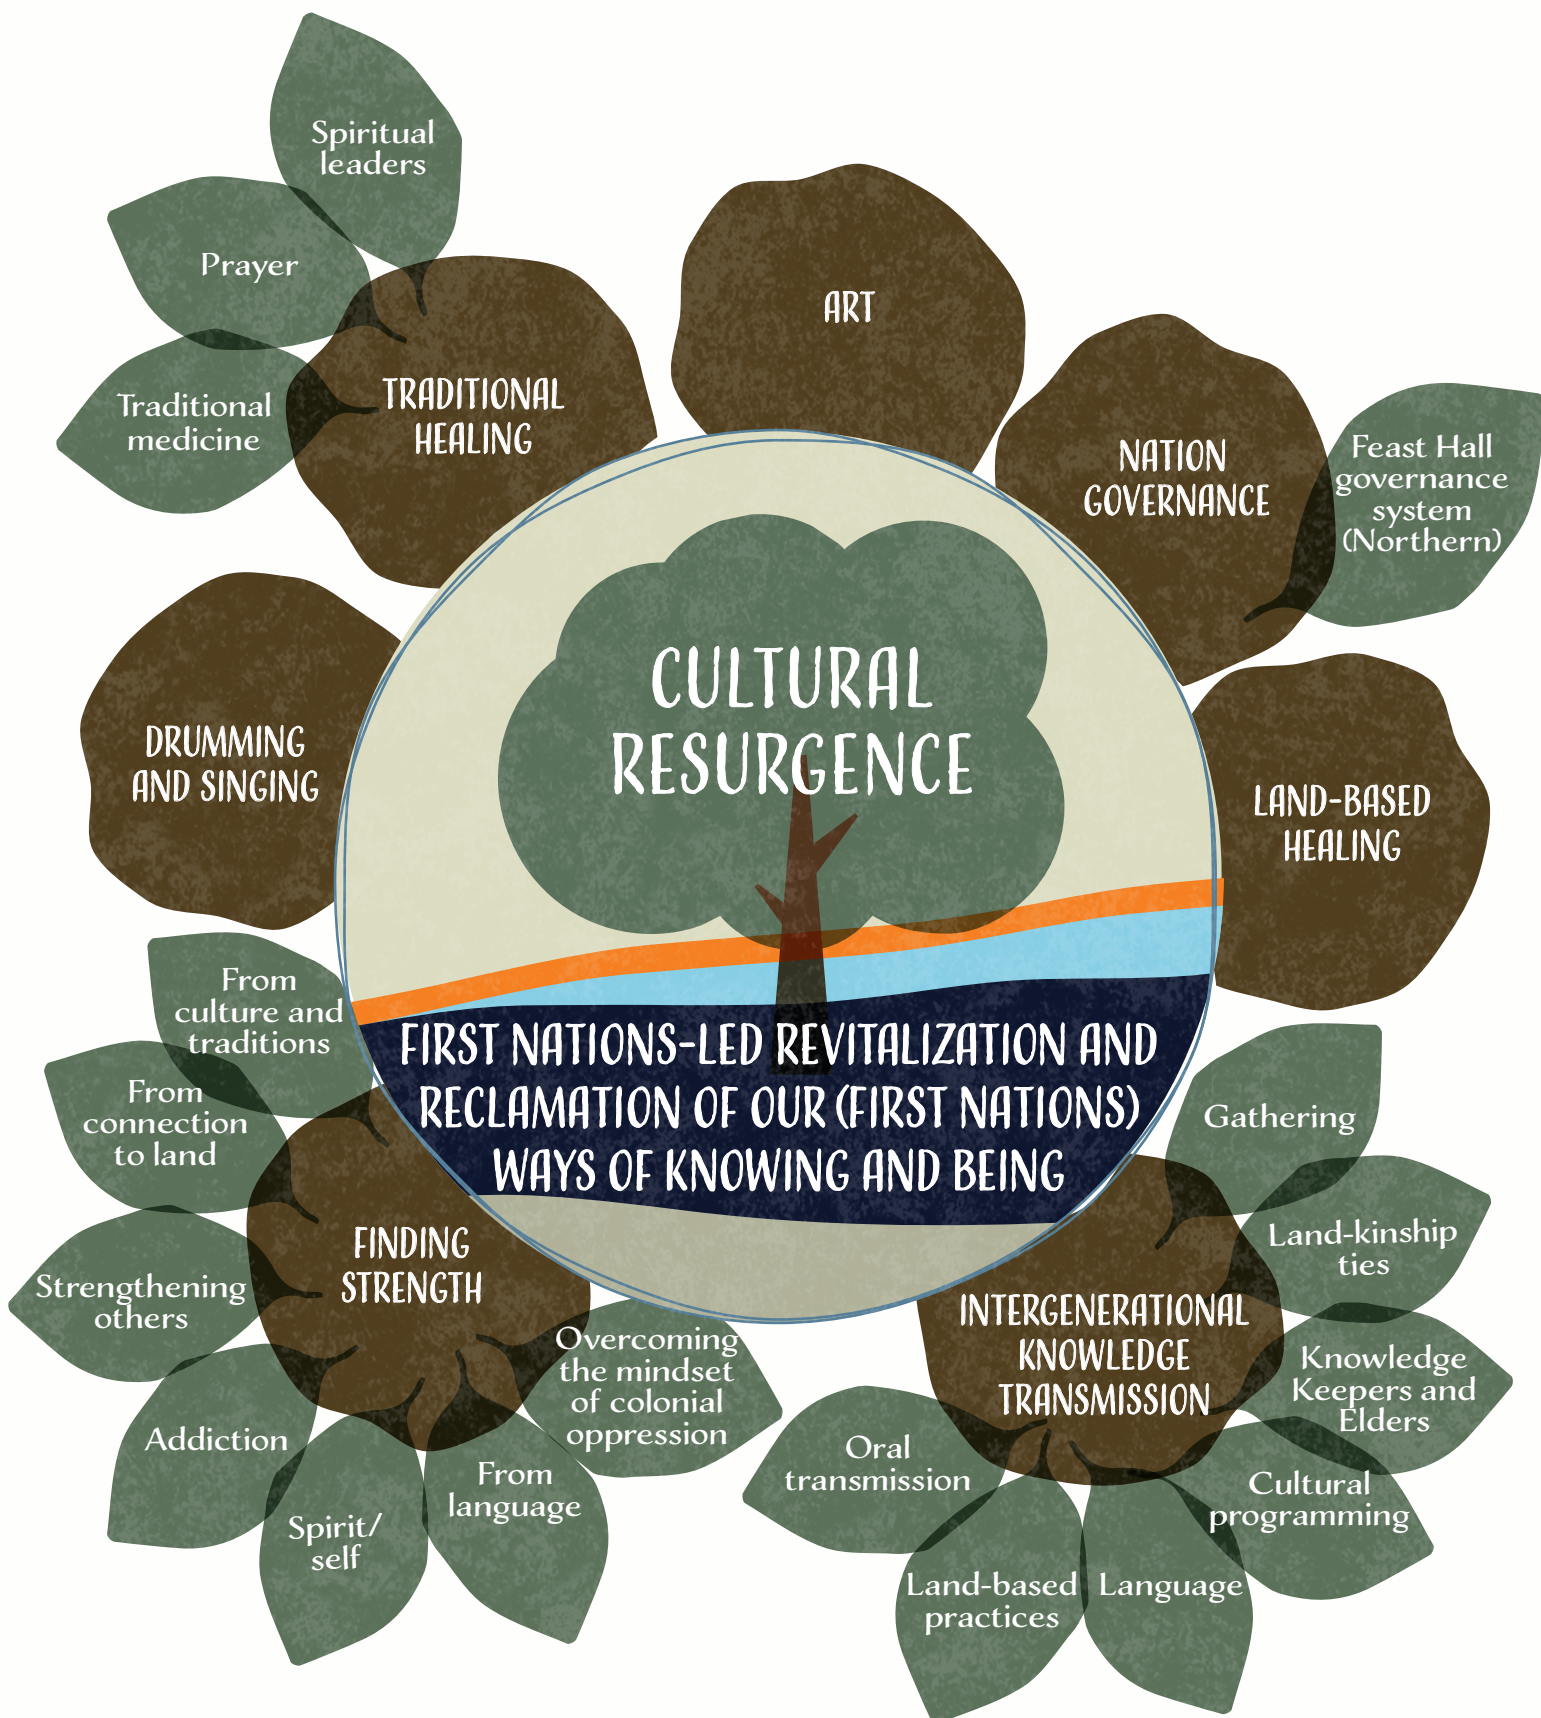 CULTURAL
RESURGENCE
FIRST NATIONS-LED REVITALIZATION AND
RECLAMATION OF OUR (FIRST NATIONS)
WAYS OF KNOWING AND BEING
Spiritual
leaders
Prayer
Traditional
medicine
TRADITIONAL
HEALING
ART
NATION
GOVERNANCE
Feast Hall
governance
system
(Northern)
LAND-BASED
HEALING
DRUMMING
AND SINGING
FINDING
STRENGTH
From
culture and
traditions
From
connection
to land
Strengthening
others
Addiction
Spirit/
self
From
language
Overcoming
the mindset
of colonial
oppression
INTERGENERATIONAL
KNOWLEDGE
TRANSMISSION
Gathering
Land-kinship
ties
Knowledge
Keepers and
Elders
Cultural
programming
Language
Land-based
practices
Oral
transmission